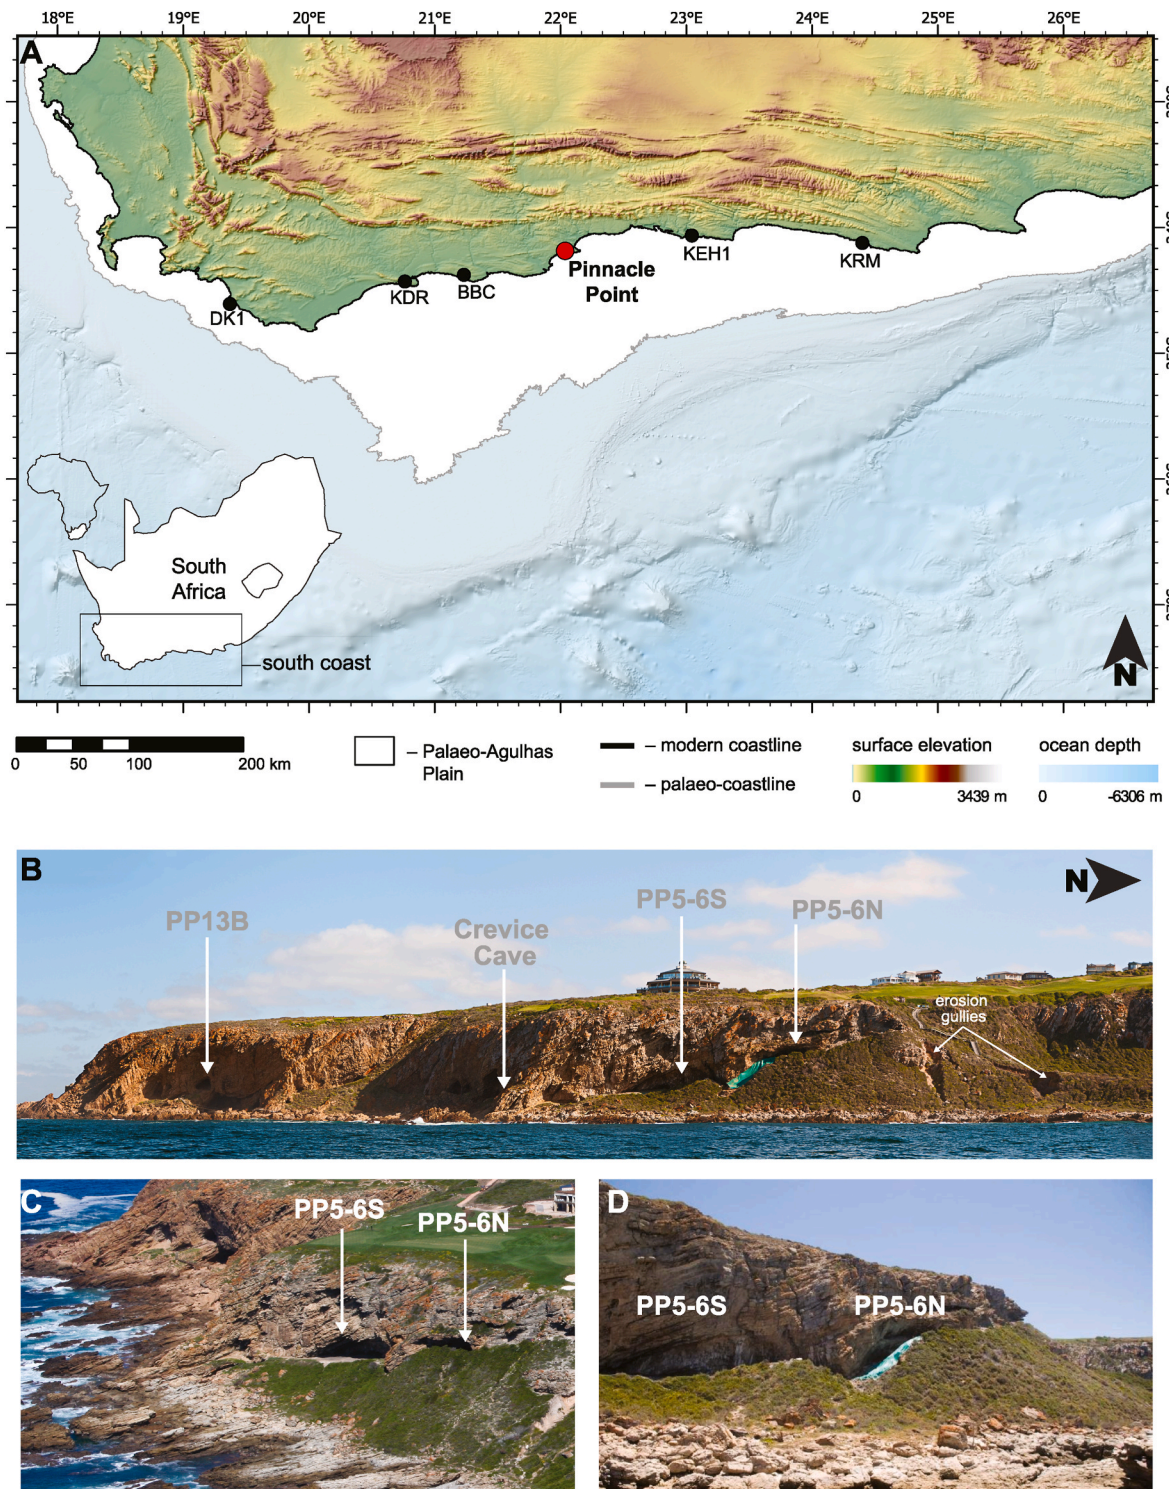 18°E 19°E 20°E 21°E 22°E 23°E 24°E 25°E 26°E
A
KEH1
KRM
Pinnacle
Point
BBC
KDR
DK1
South
Africa
south coast
N
0 50 100 200 km
– Palaeo-Agulhas
Plain
– modern coastline
– palaeo-coastline
surface elevation
0 3439 m
ocean depth
0 -6306 m
B
N
PP13B
Crevice
Cave
PP5-6S
PP5-6N
erosion
gullies
C
PP5-6S
PP5-6N
D
PP5-6S
PP5-6N